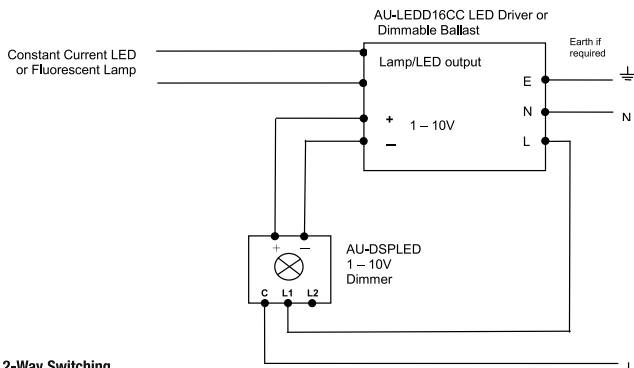 AU-LEDD16CC LED Driver or
Dimmable Ballast
Constant Current LED
or Fluorescent Lamp
Lamp/LED output
Earth if
required
E
N
N
+
1 – 10V
–
L
+ –
AU-DSPLED
1 – 10V
Dimmer
C L1 L2
2-Way Switching